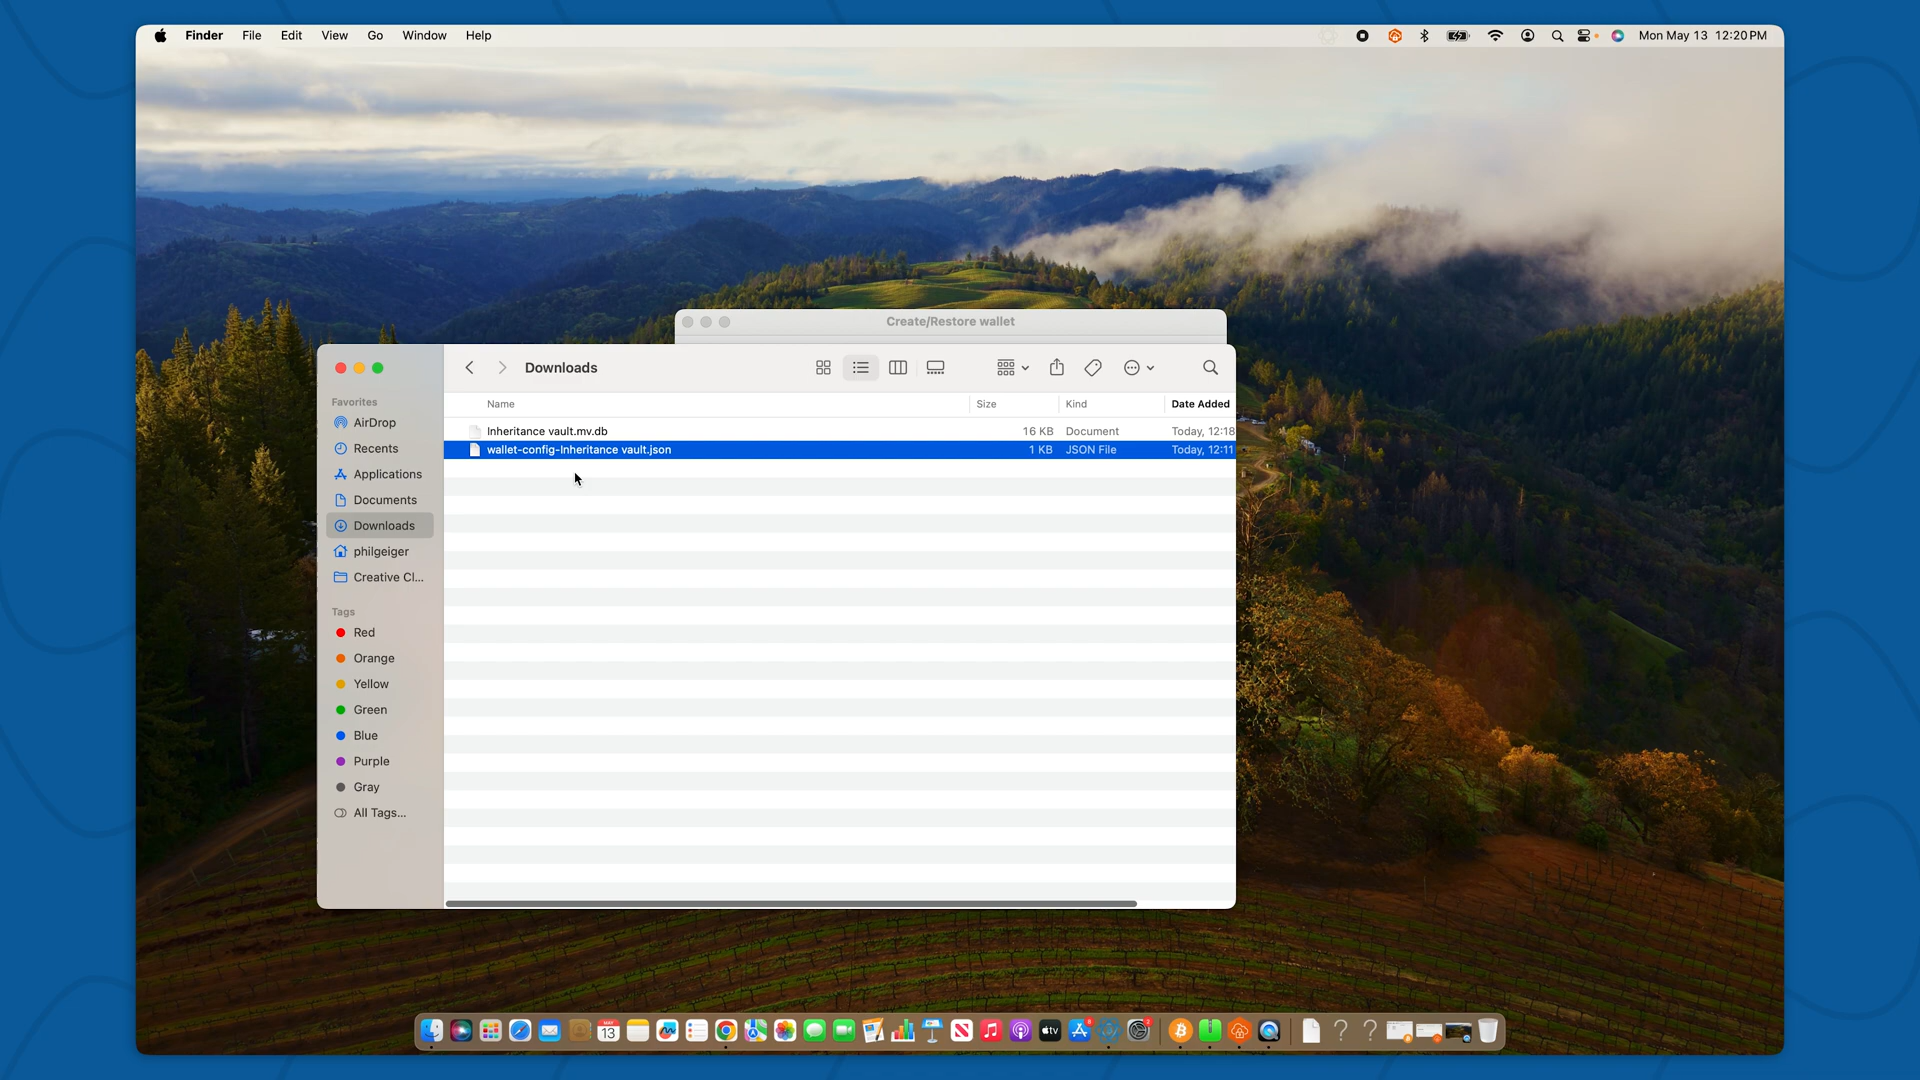 Finder File Edit View Go Window Help Mon May 13 12:20 PM
Create/Restore wallet
Downloads
Name Size Kind Date Added
Inheritance vault.mv.db 16 KB Document Today, 12:18
wallet-config-Inheritance vault.json 1 KB JSON File Today, 12:11
Favorites
AirDrop
Recents
Applications
Documents
Downloads
philgeiger
Creative Cl...
Tags
Red
Orange
Yellow
Green
Blue
Purple
Gray
All Tags...
MAY
13
tv